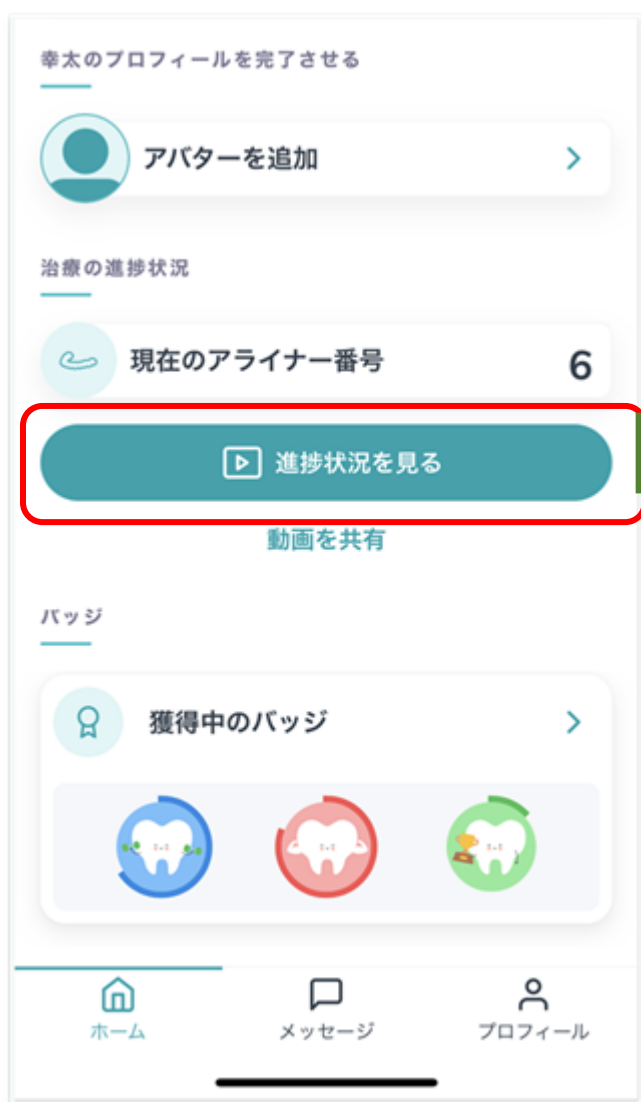 幸太のプロフィールを完了させる
アバターを追加
治療の進捗状況
現在のアライナー番号 6
進捗状況を見る
動画を共有
バッジ
獲得中のバッジ
ホーム メッセージ プロフィール